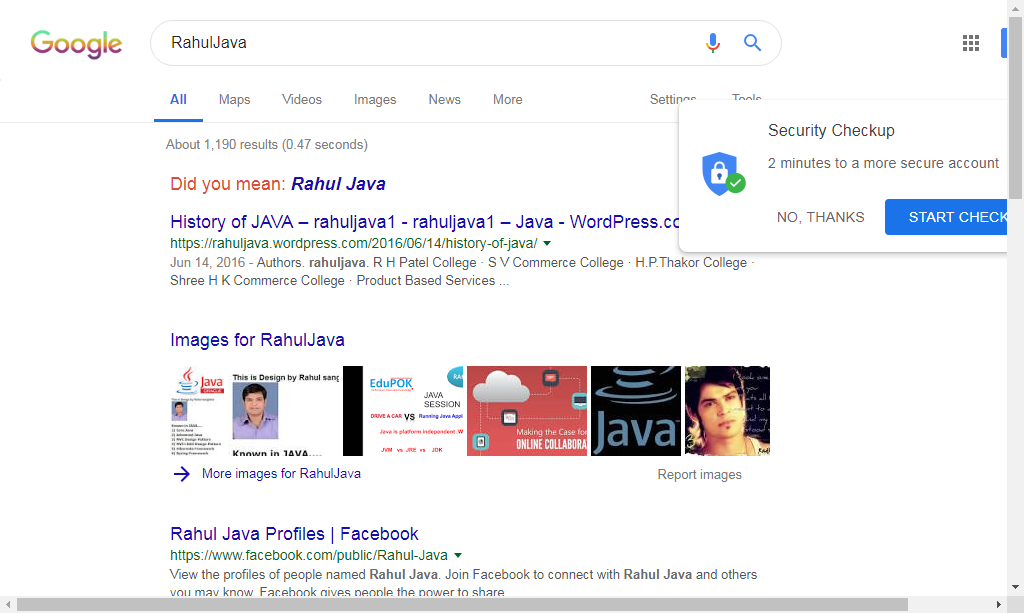 Google
RahulJava
All
Maps
Videos
Images
News
More
Settings
Tools
About 1,190 results (0.47 seconds)
Security Checkup
2 minutes to a more secure account
NO, THANKS
START CHECK
Did you mean: Rahul Java
History of JAVA – rahuljava1 - rahuljava1 – Java - WordPress.co
https://rahuljava.wordpress.com/2016/06/14/history-of-java/
Jun 14, 2016 - Authors. rahuljava. R H Patel College · S V Commerce College · H.P.Thakor College ·
Shree H K Commerce College · Product Based Services ...
Images for RahulJava
Java
This is Design by Rahul sang
Known in JAVA....
EduPOK
JAVA
SESSION
DRIVE A CAR VS Running Java Appl
Java is platform independent .W
JVM vs JRE vs JDK
Making the Case for
ONLINE COLLABORA
Java
More images for RahulJava
Report images
Rahul Java Profiles | Facebook
https://www.facebook.com/public/Rahul-Java
View the profiles of people named Rahul Java. Join Facebook to connect with Rahul Java and others
you may know. Facebook gives people the power to share